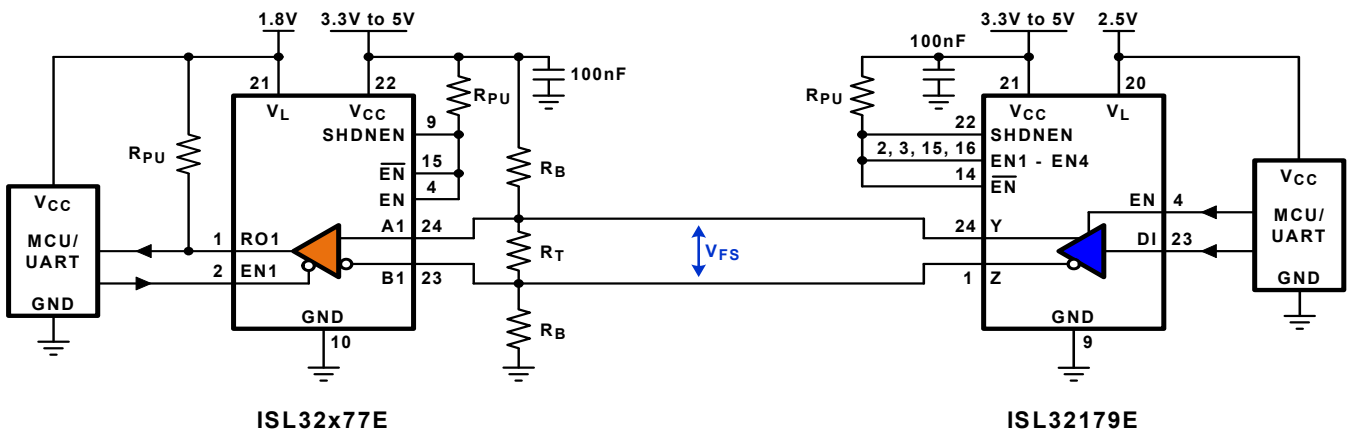 1.8V 3.3V to 5V 3.3V to 5V 2.5V
100nF
21 22 100nF 21 20
VL VCC RPU RPU VCC VL
9 22
SHDNEN SHDNEN
RPU 2, 3, 15, 16
15 EN1 - EN4
EN RB 14
4 EN
EN
VCC VCC
A1 24 EN 4
MCU/ 1 RO1 24 Y MCU/
UART RT VFS DI 23 UART
2 EN1
B1 23 1 Z
GND GND
GND RB GND
10 9
ISL32x77E ISL32179E